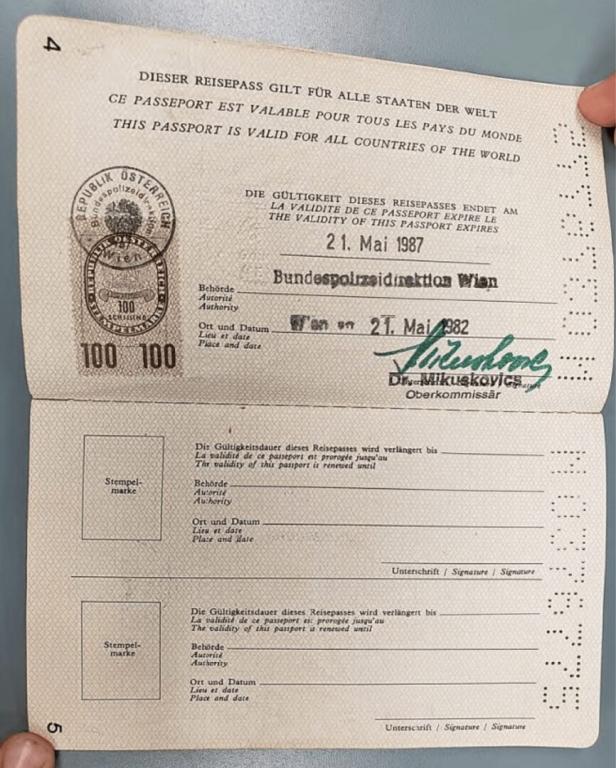 4
DIESER REISEPASS GILT FÜR ALLE STAATEN DER WELT
CE PASSEPORT EST VALABLE POUR TOUS LES PAYS DU MONDE
THIS PASSPORT IS VALID FOR ALL COUNTRIES OF THE WORLD
REPUBLIK ÖSTERREICH
Bundespolizeidirektion
Wien
100
SCHILLING
100 100
DIE GÜLTIGKEIT DIESES REISEPASSES ENDET AM
LA VALIDITE DE CE PASSEPORT EXPIRE LE
THE VALIDITY OF THIS PASSPORT EXPIRES
21. Mai 1987
Behörde Bundespolizeidirektion Wien
Autorité
Authority
Ort und Datum Wien am 21. Mai 1982
Lieu et date
Place and date
Dr. Mikuskovics
Signature
Oberkommissär
Stempel-
marke
Die Gültigkeitsdauer dieses Reisepasses wird verlängert bis
La validité de ce passeport est prorogée jusqu'au
The validity of this passport is renewed until
Behörde
Autorité
Authority
Ort und Datum
Lieu et date
Place and date
Unterschrift / Signature / Signature
Stempel-
marke
Die Gültigkeitsdauer dieses Reisepasses wird verlängert bis
La validité de ce passeport est prorogée jusqu'au
The validity of this passport is renewed until
Behörde
Autorité
Authority
Ort und Datum
Lieu et date
Place and date
Unterschrift / Signature / Signature
5